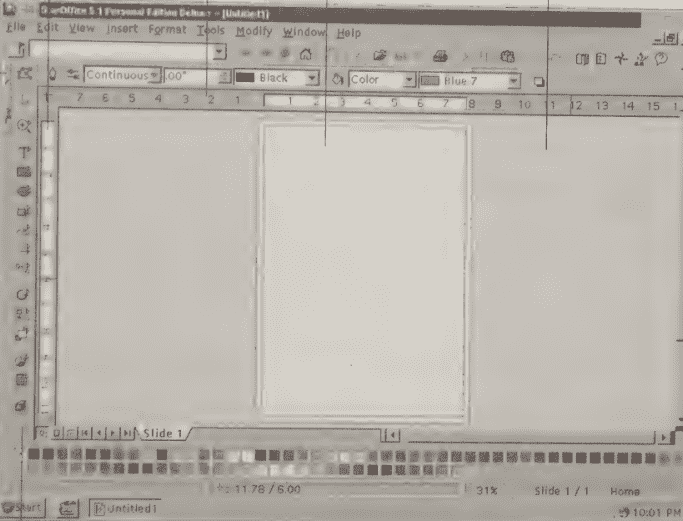 StarOffice 5.1 Personal Edition Deluxe - [Untitled1]
File Edit View Insert Format Tools Modify Window Help
Continuous .00" Black Color Blue 7
7 6 5 4 3 2 1 1 2 3 4 5 6 7 8 9 10 11 12 13 14 15
Slide 1
11.78 / 6.00 31% Slide 1 / 1 Home
Start Untitled1 10:01 PM